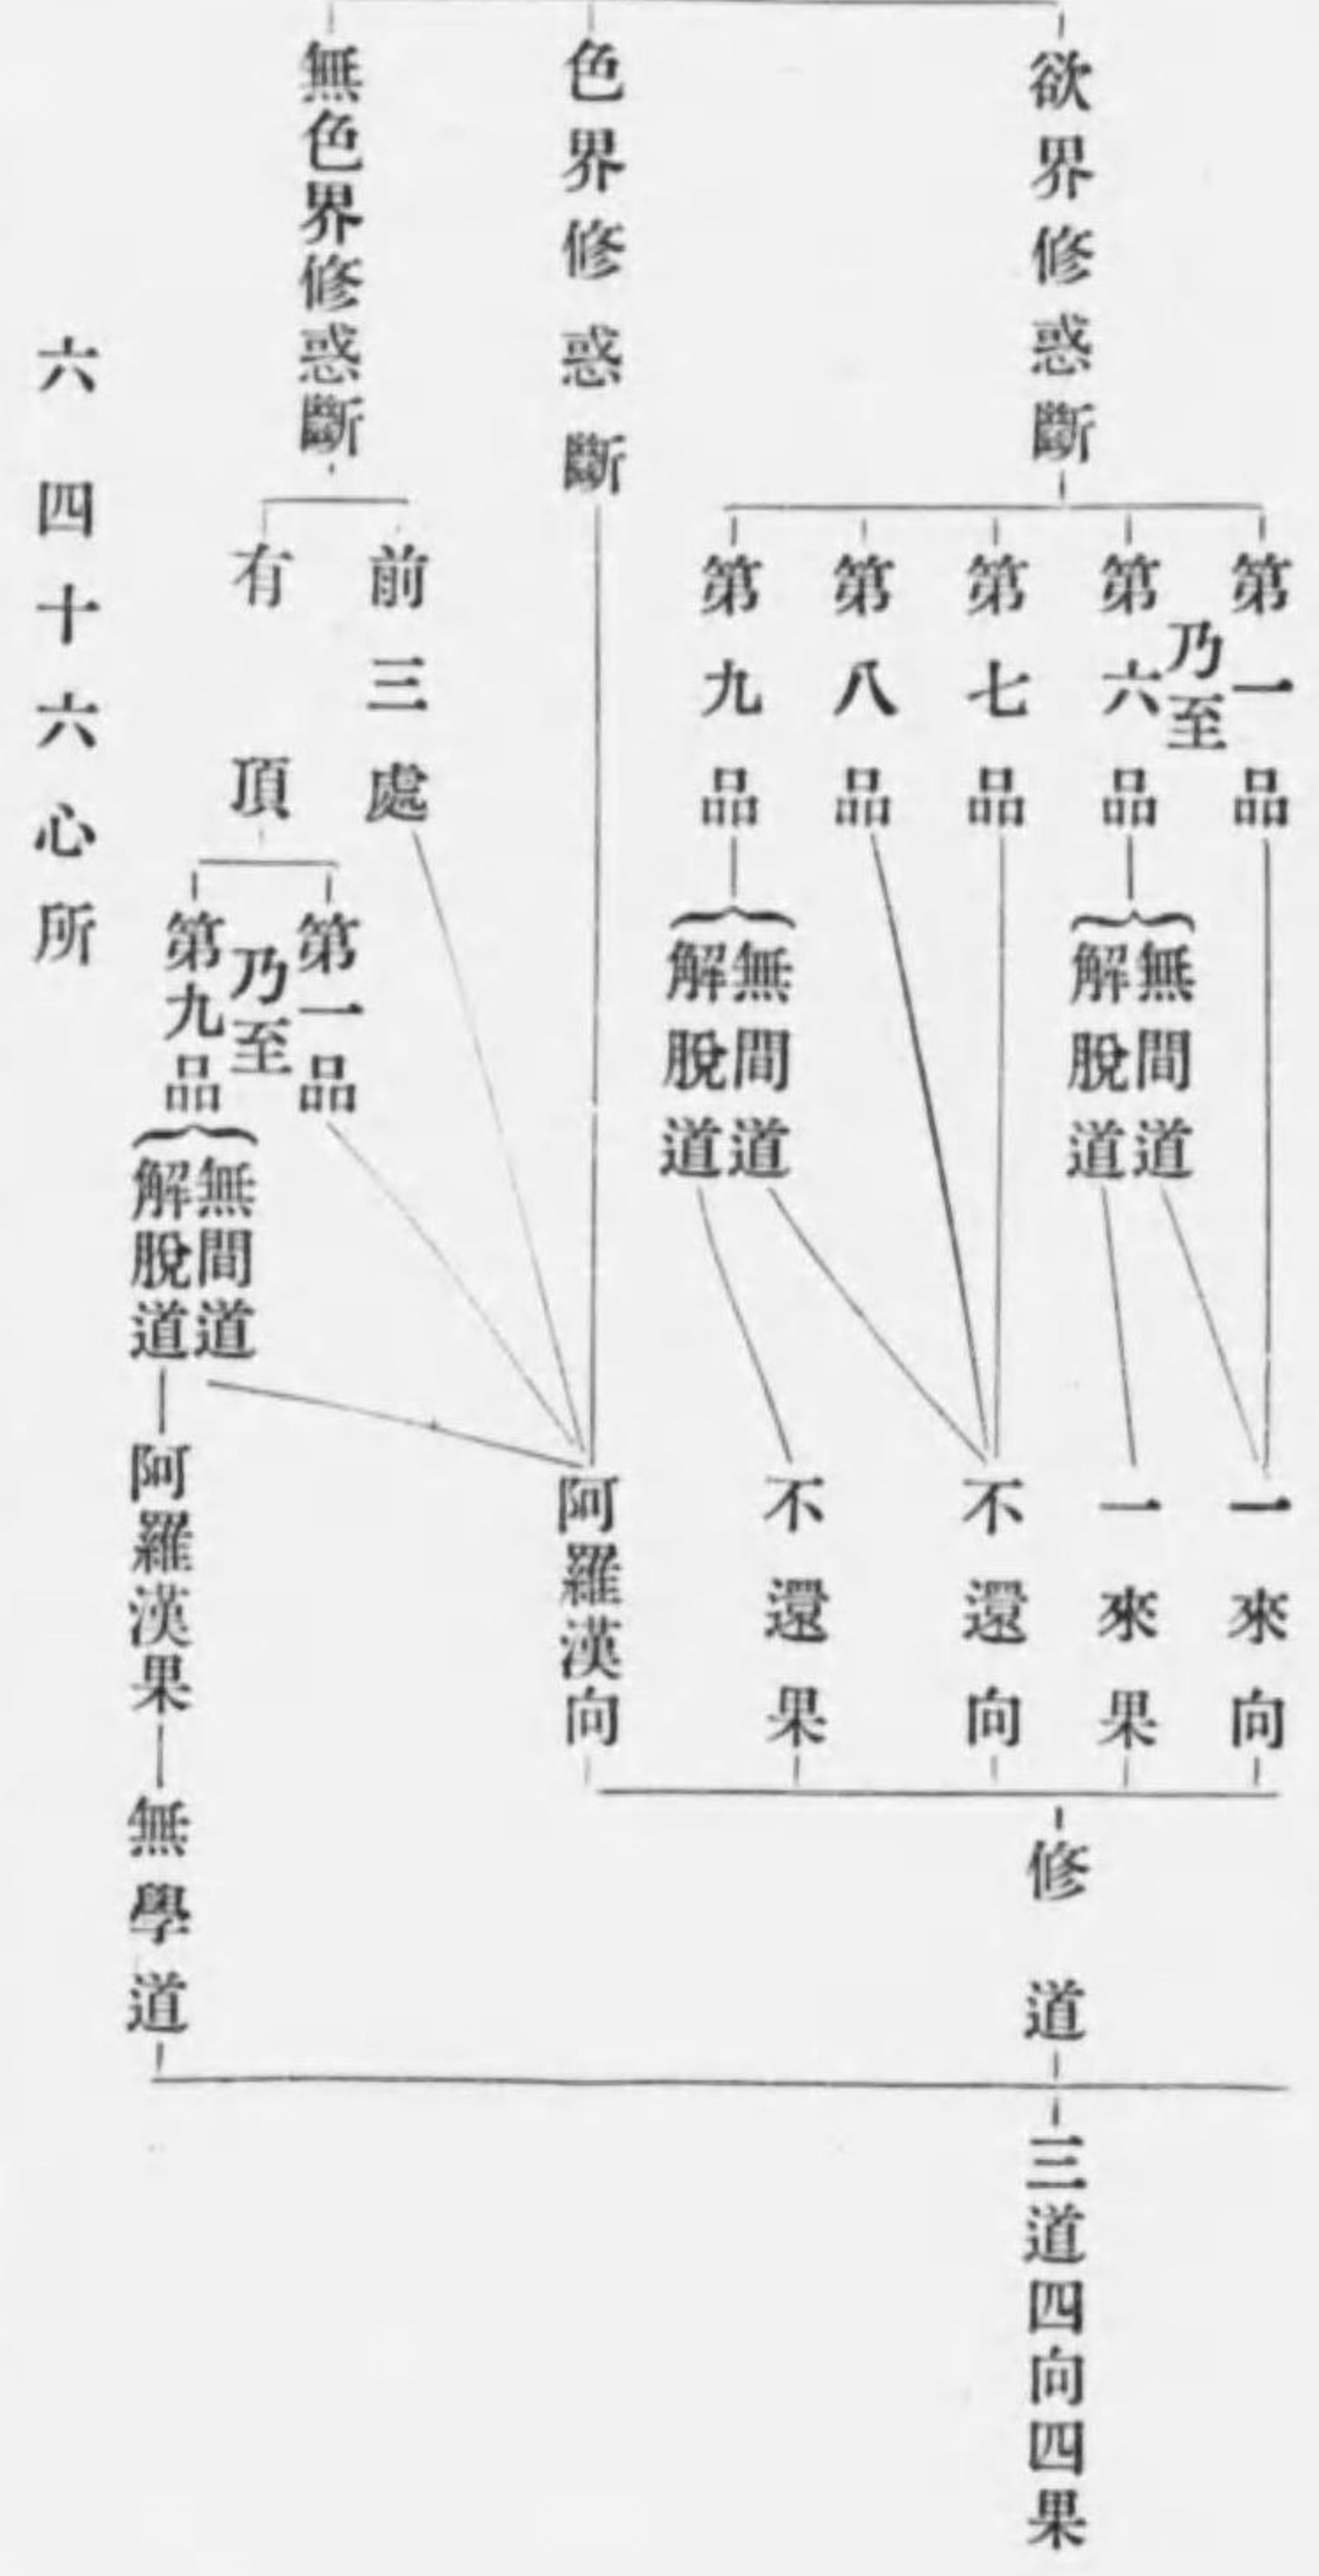 欲界修惑斷
第一品
乃至
第六品
無間道
解脫道
第七品
第八品
第九品
無間道
解脫道
一來向
一來果
不還向
不還果
色界修惑斷
阿羅漢向
無色界修惑斷
前三處
有頂
第一品
乃至
第九品
無間道
解脫道
阿羅漢果
無學道
修道
三道四向四果
六四十六心所